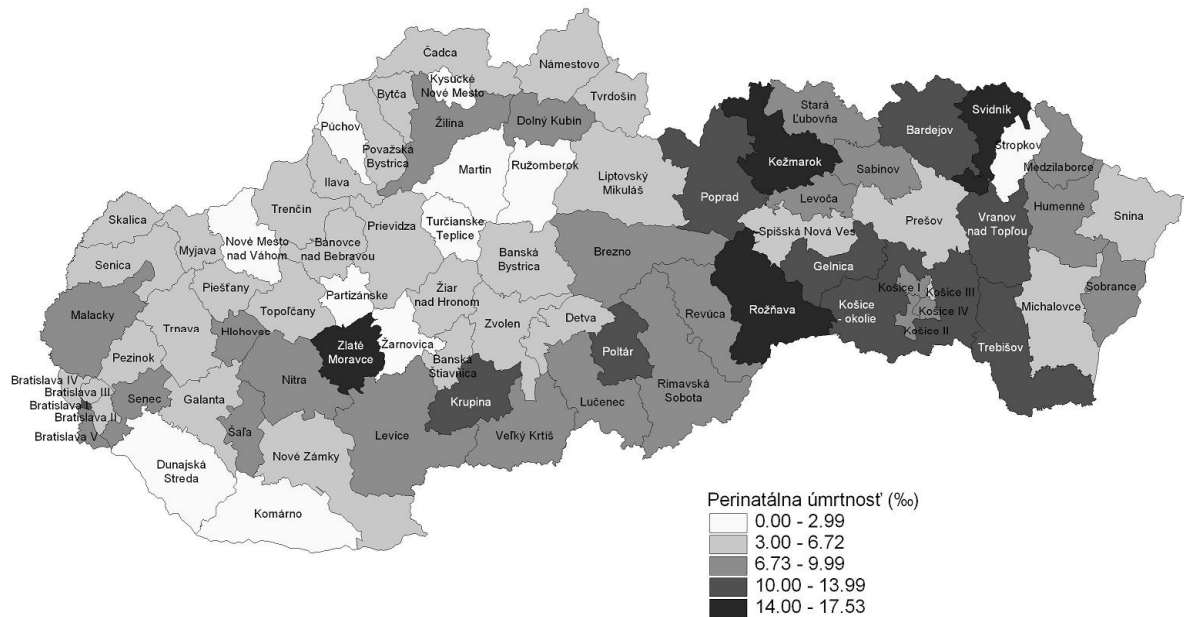 Čadca
Námestovo
Kysucké
Nové Mesto
Bytča
Tvrdošín
Púchov
Žilina
Dolný Kubín
Považská
Bystrica
Stará
Ľubovňa
Svidník
Bardejov
Stropkov
Medzilaborce
Martin
Ružomberok
Kežmarok
Sabinov
Ilava
Liptovský
Mikuláš
Poprad
Levoča
Humenné
Snina
Trenčín
Prievidza
Turčianske
Teplice
Prešov
Vranov
nad Topľou
Skalica
Nové Mesto
nad Váhom
Bánovce
nad Bebravou
Spišská Nová Ves
Myjava
Banská
Bystrica
Brezno
Gelnica
Senica
Piešťany
Partizánske
Žiar
nad Hronom
Košice I
Košice III
Sobrance
Topoľčany
Revúca
Rožňava
Košice
- okolie
Košice IV
Michalovce
Malacky
Trnava
Hlohovec
Zvolen
Detva
Košice II
Zlaté
Moravce
Žarnovica
Poltár
Trebišov
Pezinok
Banská
Štiavnica
Bratislava IV
Nitra
Rimavská
Sobota
Bratislava III
Senec
Galanta
Krupina
Lučenec
Bratislava I
Bratislava II
Bratislava V
Šaľa
Levice
Veľký Krtíš
Nové Zámky
Dunajská
Streda
Komárno
Perinatálna úmrtnosť (‰)
0.00 - 2.99
3.00 - 6.72
6.73 - 9.99
10.00 - 13.99
14.00 - 17.53